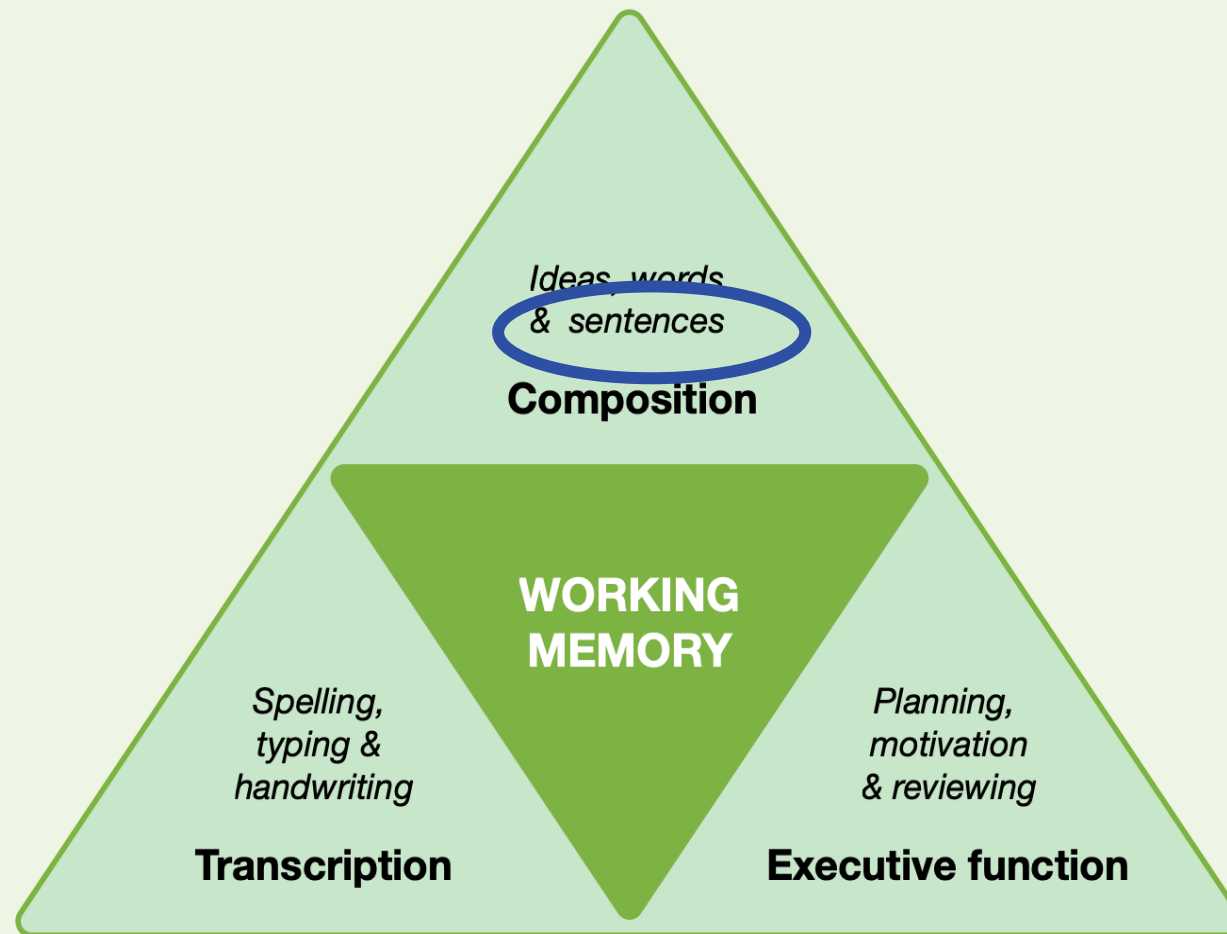 Ideas, words
& sentences
Composition
WORKING
MEMORY
Spelling,
typing &
handwriting
Transcription
Planning,
motivation
& reviewing
Executive function